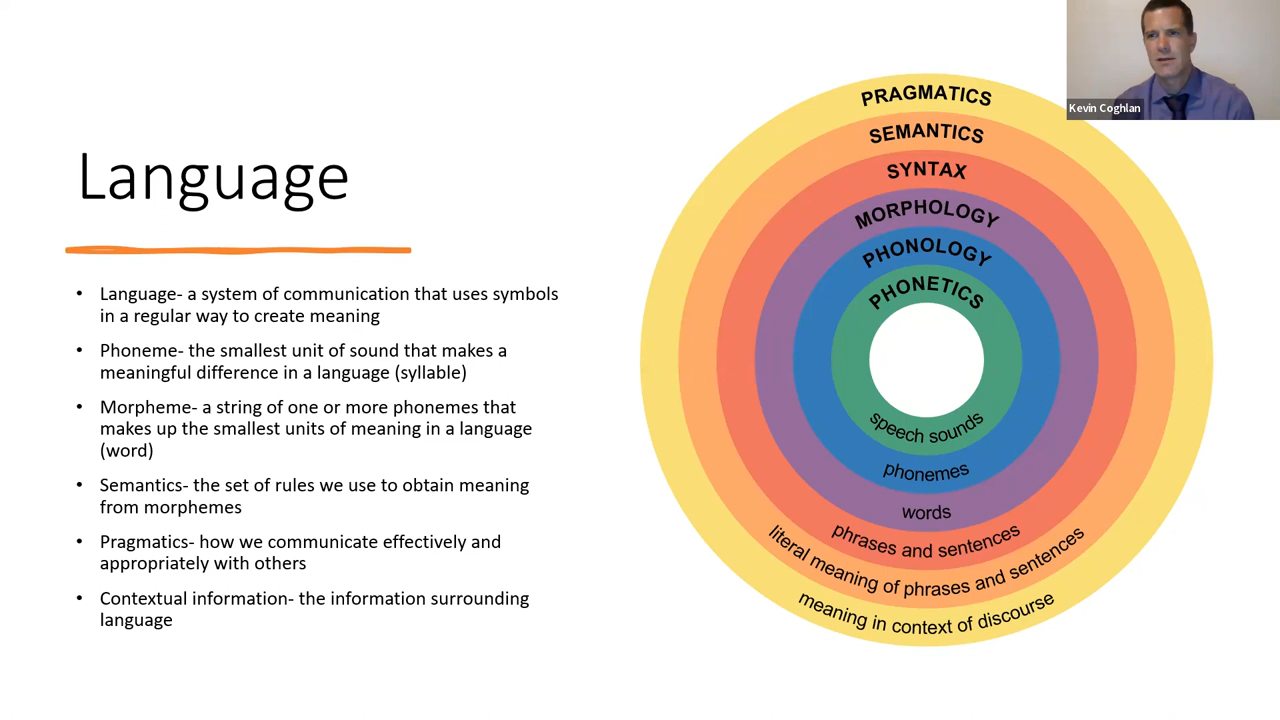 Language
• Language- a system of communication that uses symbols
in a regular way to create meaning
• Phoneme- the smallest unit of sound that makes a
meaningful difference in a language (syllable)
• Morpheme- a string of one or more phonemes that
makes up the smallest units of meaning in a language
(word)
• Semantics- the set of rules we use to obtain meaning
from morphemes
• Pragmatics- how we communicate effectively and
appropriately with others
• Contextual information- the information surrounding
language
PRAGMATICS
SEMANTICS
SYNTAX
MORPHOLOGY
PHONOLOGY
PHONETICS
speech sounds
phonemes
words
phrases and sentences
literal meaning of phrases and sentences
meaning in context of discourse
Kevin Coghlan